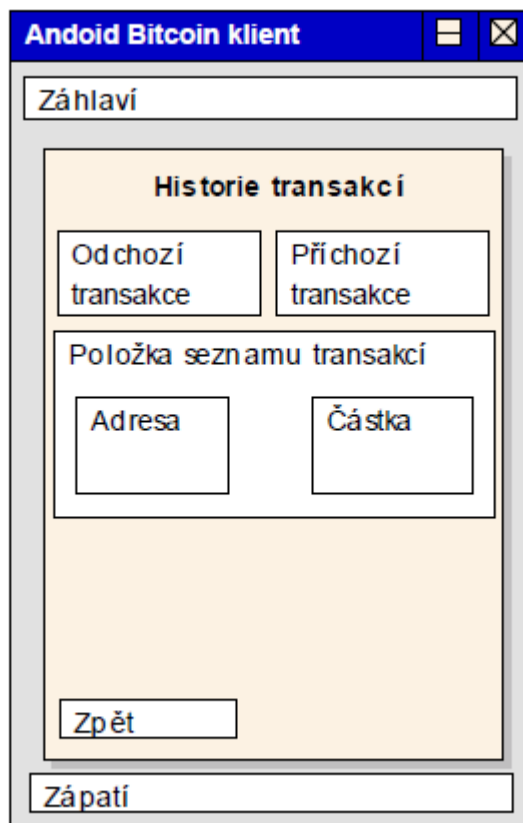 Andoid Bitcoin klient
Záhlaví
Historie transakcí
Odchozí
transakce
Příchozí
transakce
Položka seznamu transakcí
Adresa
Částka
Zpět
Zápatí